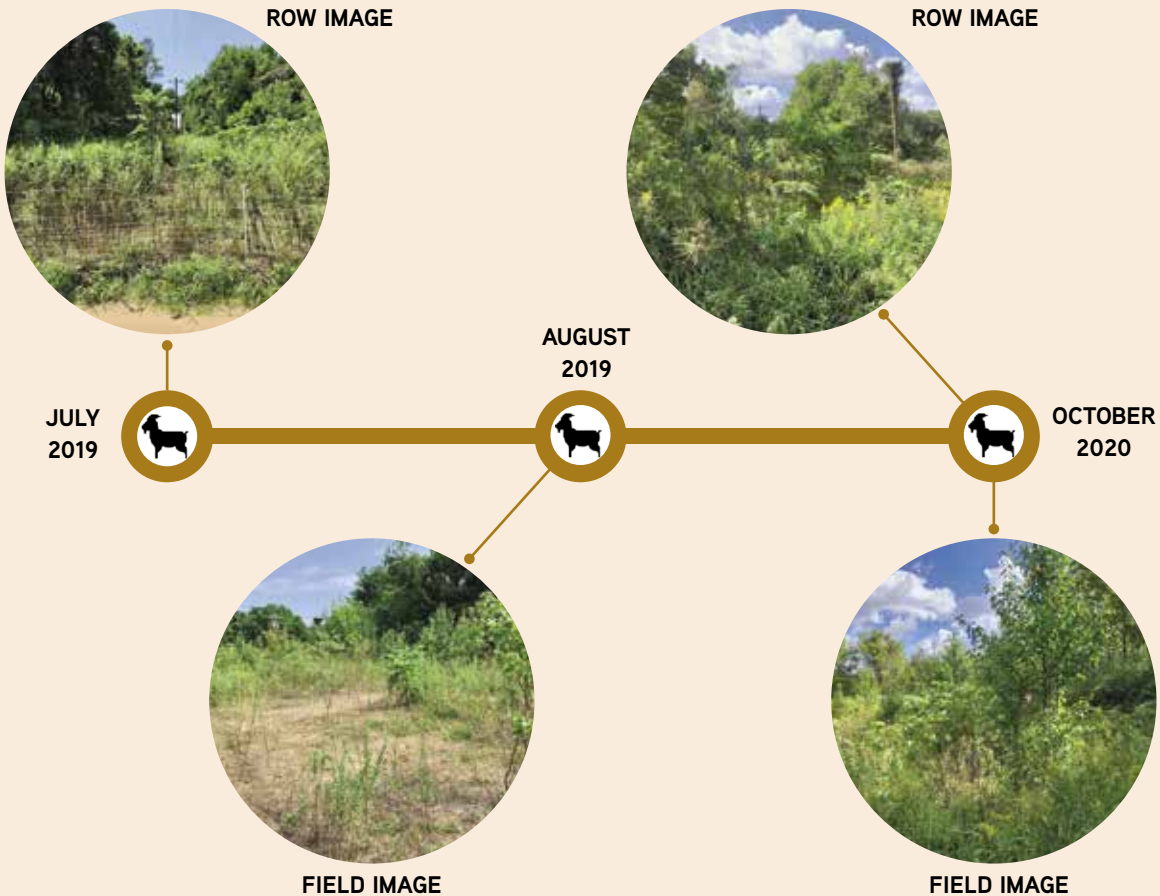 ROW IMAGE
ROW IMAGE
AUGUST
2019
JULY
2019
OCTOBER
2020
FIELD IMAGE
FIELD IMAGE